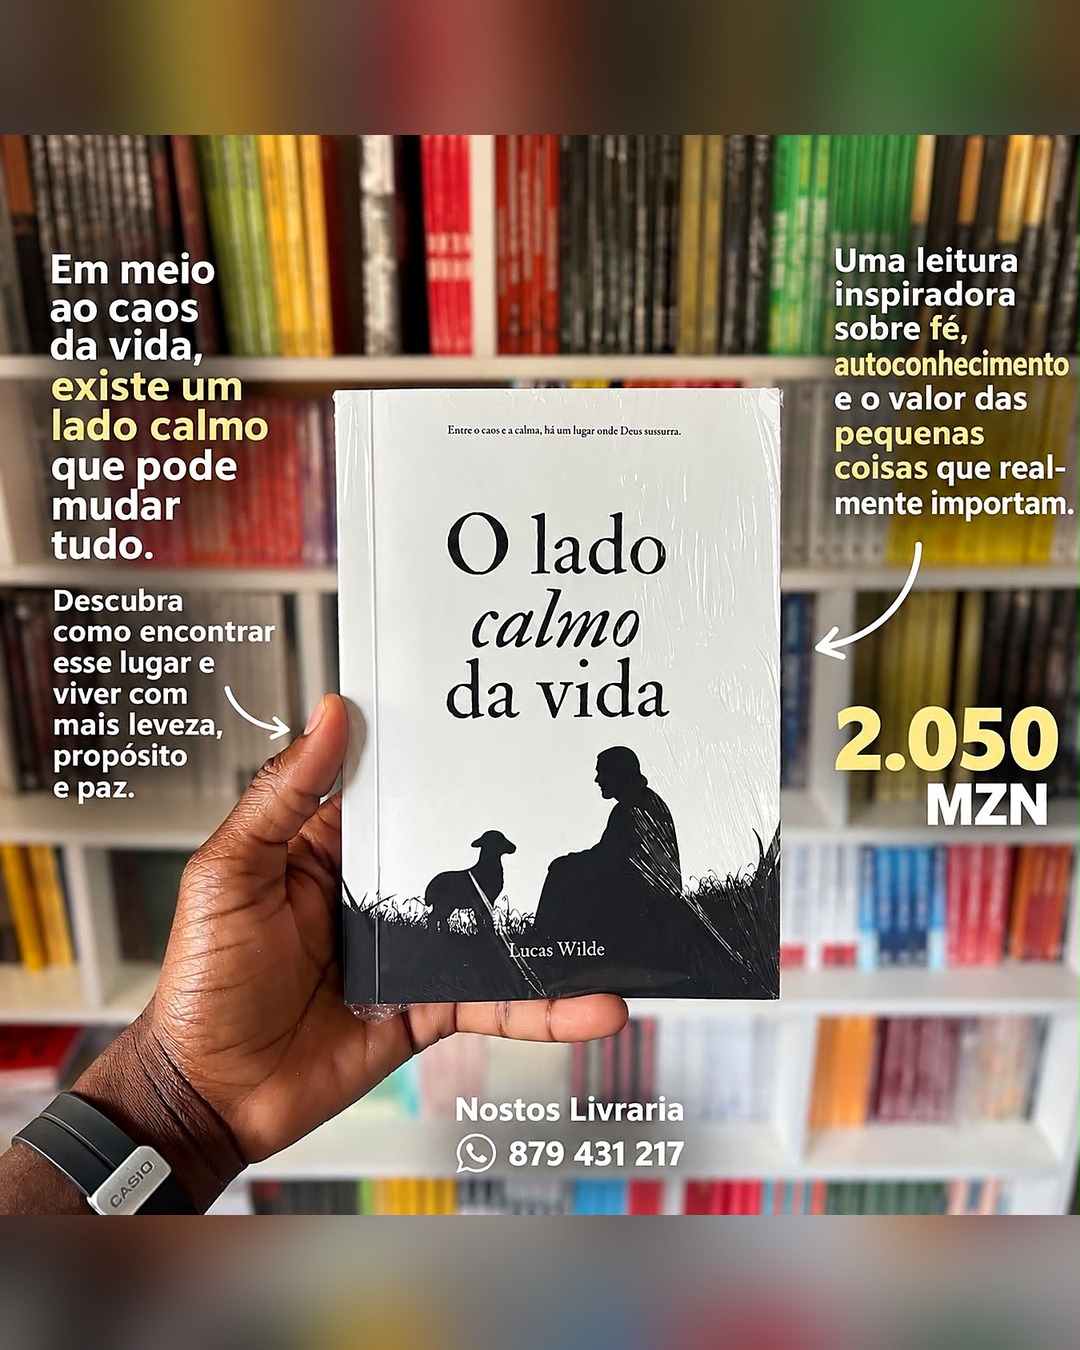 Em meio
ao caos
da vida,
existe um
lado calmo
que pode
mudar
tudo.
Descubra
como encontrar
esse lugar e
viver com
mais leveza,
propósito
e paz.
Uma leitura
inspiradora
sobre fé,
autoconhecimento
e o valor das
pequenas
coisas que real-
mente importam.
2.050
MZN
Entre o caos e a calma, há um lugar onde Deus sussurra.
O lado
calmo
da vida
Lucas Wilde
Nostos Livraria
879 431 217
CASIO